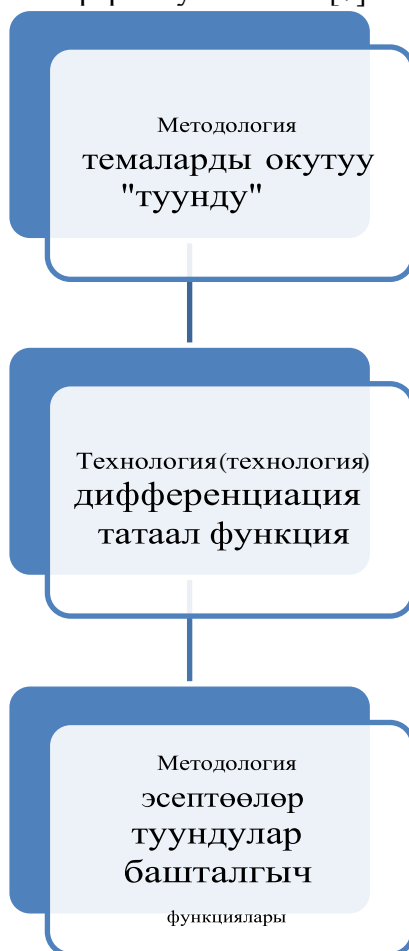 Методология
темаларды окутуу
"туунду"
Технология(технология)
дифференциация
татаал функция
Методология
эсептөөлөр
туундулар
башталгыч
функциялары